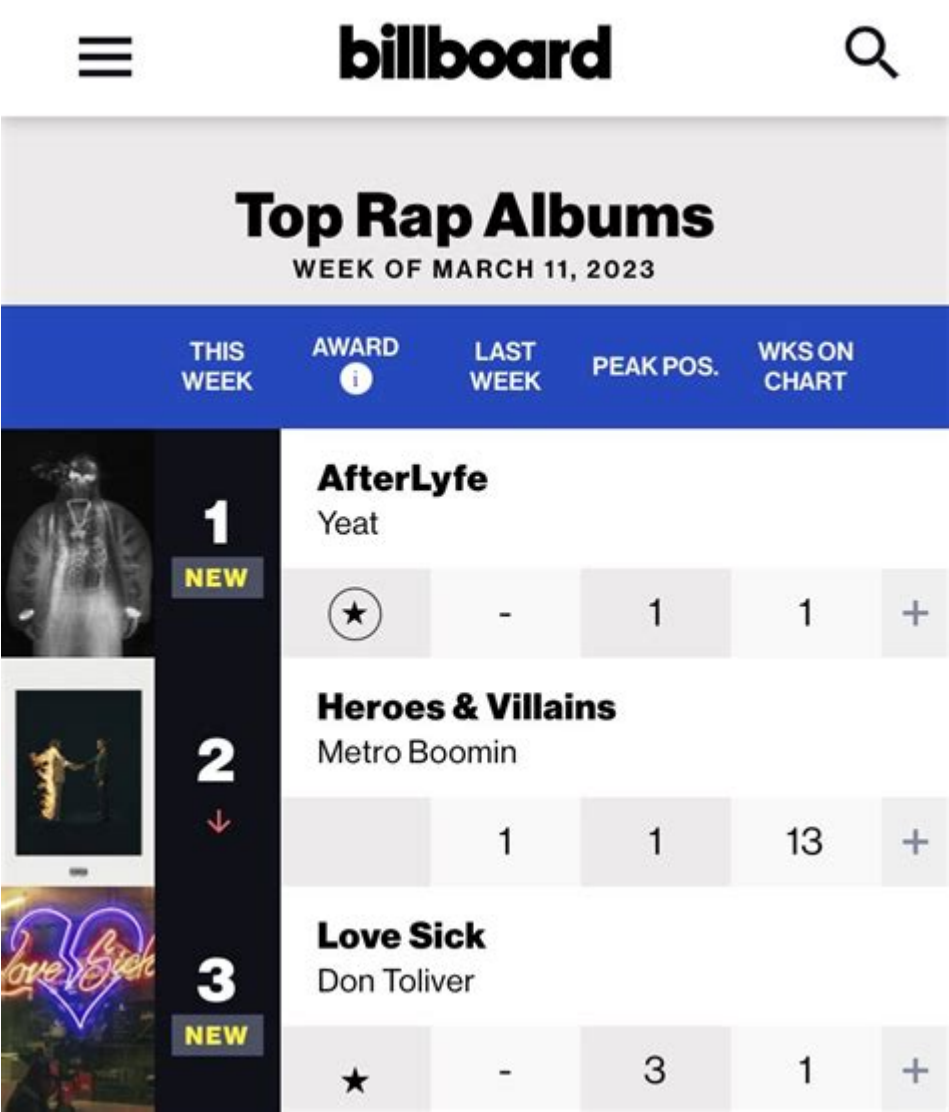 billboard
Top Rap Albums
WEEK OF MARCH 11, 2023
THIS WEEK
AWARD
i
LAST WEEK
PEAK POS.
WKS ON CHART
1
NEW
AfterLyfe
Yeat
★ - 1 1 +
2
↓
Heroes & Villains
Metro Boomin
1 1 13 +
Love Sick
3
NEW
Love Sick
Don Toliver
★ - 3 1 +